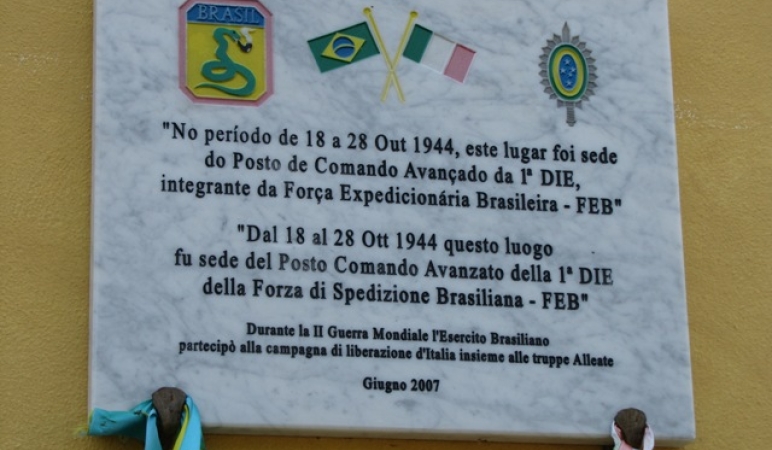 BRASIL
"No período de 18 a 28 Out 1944, este lugar foi sede
do Posto de Comando Avançado da 1ª DIE,
integrante da Força Expedicionária Brasileira - FEB"
"Dal 18 al 28 Ott 1944 questo luogo
fu sede del Posto Comando Avanzato della 1ª DIE
della Forza di Spedizione Brasiliana - FEB"
Durante la II Guerra Mondiale l'Esercito Brasiliano
partecipò alla campagna di liberazione d'Italia insieme alle truppe Alleate
Giugno 2007